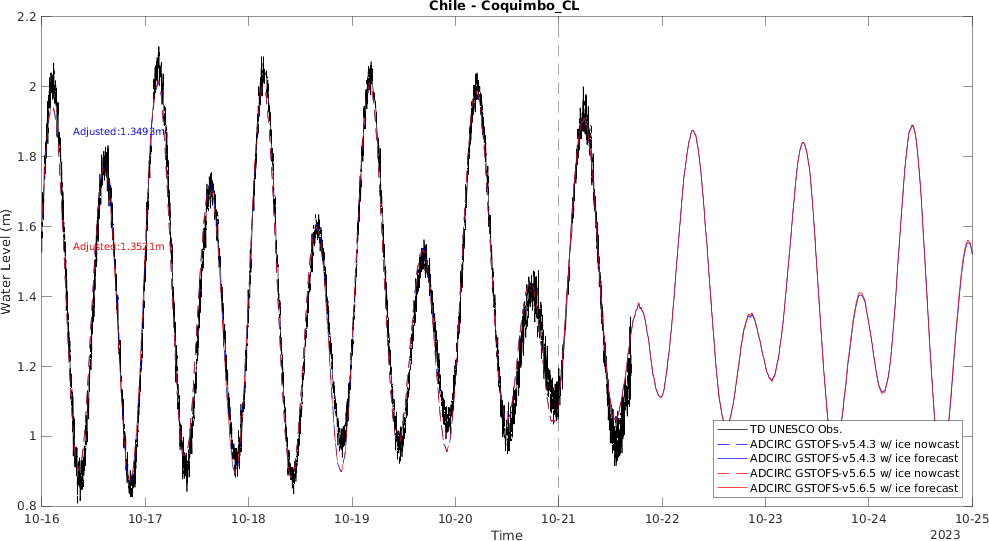 Chile - Coquimbo_CL
2.2
2
1.8
1.6
1.4
1.2
1
0.8
Water Level (m)
Adjusted:1.3493m
Adjusted:1.3521m
TD UNESCO Obs.
ADCIRC GSTOFS-v5.4.3 w/ ice nowcast
ADCIRC GSTOFS-v5.4.3 w/ ice forecast
ADCIRC GSTOFS-v5.6.5 w/ ice nowcast
ADCIRC GSTOFS-v5.6.5 w/ ice forecast
10-16 10-17 10-18 10-19 10-20 10-21 10-22 10-23 10-24 10-25
Time
2023